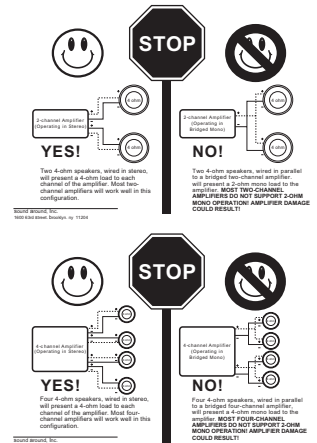 STOP
4 ohm
4 ohm
2-channel Amplifier
(Operating in Stereo)
4 ohm
4 ohm
2-channel Amplifier
(Operating in
Bridged Mono)
YES!
NO!
Two 4-ohm speakers, wired in stereo,
will present a 4-ohm load to each
channel of the amplifier. Most two-
channel amplifiers will work well in this
configuration.
Two 4-ohm speakers, wired in parallel
to a bridged two-channel amplifier.
will present a 2-ohm mono load to the
amplifier. MOST TWO-CHANNEL
AMPLIFIERS DO NOT SUPPORT 2-OHM
MONO OPERATION! AMPLIFIER DAMAGE
COULD RESULT!
sound around, Inc.
1600 63rd street, Brooklyn. ny 11204
STOP
4-channel Amplifier
(Operating in Stereo)
4-channel Amplifier
(Operating in
Bridged Mono)
YES!
NO!
Four 4-ohm speakers, wired in stereo,
will present a 4-ohm load to each
channel of the amplifier. Most four-
channel amplifiers will work well in this
configuration.
Four 4-ohm speakers, wired in parallel
to a bridged four-channel amplifier,
will present a 4-ohm mono load to the
amplifier. MOST FOUR-CHANNEL
AMPLIFIERS DO NOT SUPPORT 2-OHM
MONO OPERATION! AMPLIFIER DAMAGE
COULD RESULT!
sound around, Inc.